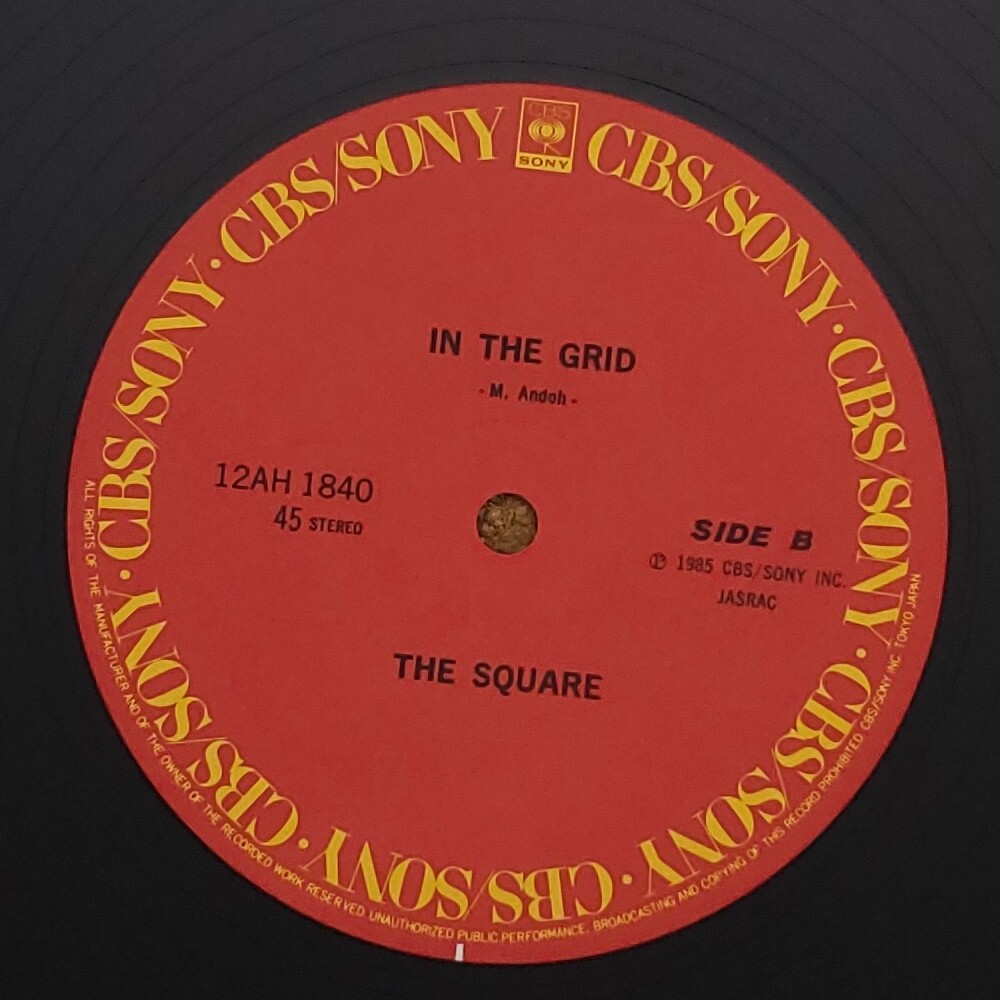 CBS/SONY · CBS/SONY · CBS/SONY · CBS/SONY · CBS/SONY · CBS/SONY · CBS/SONY · CBS/SONY
CBS
SONY
IN THE GRID
- M. Andoh -
12AH 1840
45 STEREO
SIDE B
Ⓟ 1985 CBS/SONY INC.
JASRAC
THE SQUARE
ALL RIGHTS OF THE MANUFACTURER AND OF THE OWNER OF THE RECORDED WORK RESERVED. UNAUTHORIZED PUBLIC PERFORMANCE, BROADCASTING AND COPYING OF THIS RECORD PROHIBITED CBS/SONY INC. TOKYO JAPAN